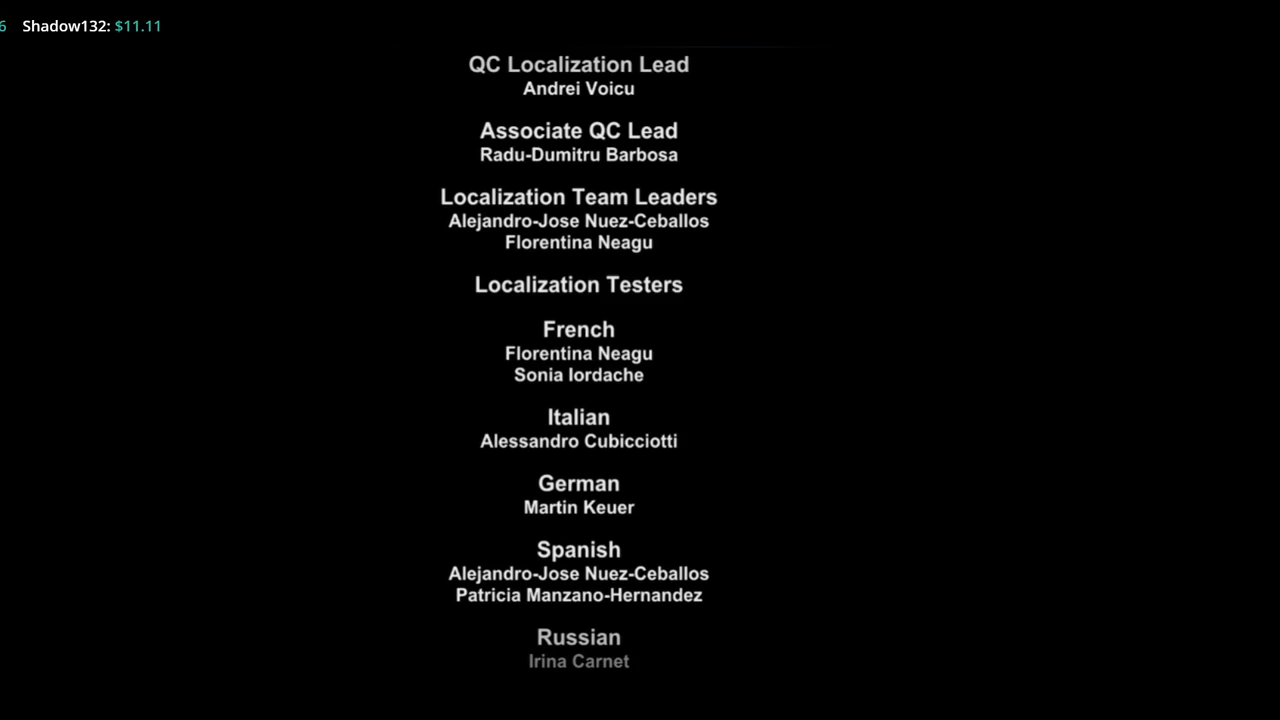 6 Shadow132: $11.11
QC Localization Lead
Andrei Voicu
Associate QC Lead
Radu-Dumitru Barbosa
Localization Team Leaders
Alejandro-Jose Nuez-Ceballos
Florentina Neagu
Localization Testers
French
Florentina Neagu
Sonia Iordache
Italian
Alessandro Cubicciotti
German
Martin Keuer
Spanish
Alejandro-Jose Nuez-Ceballos
Patricia Manzano-Hernandez
Russian
Irina Carnet